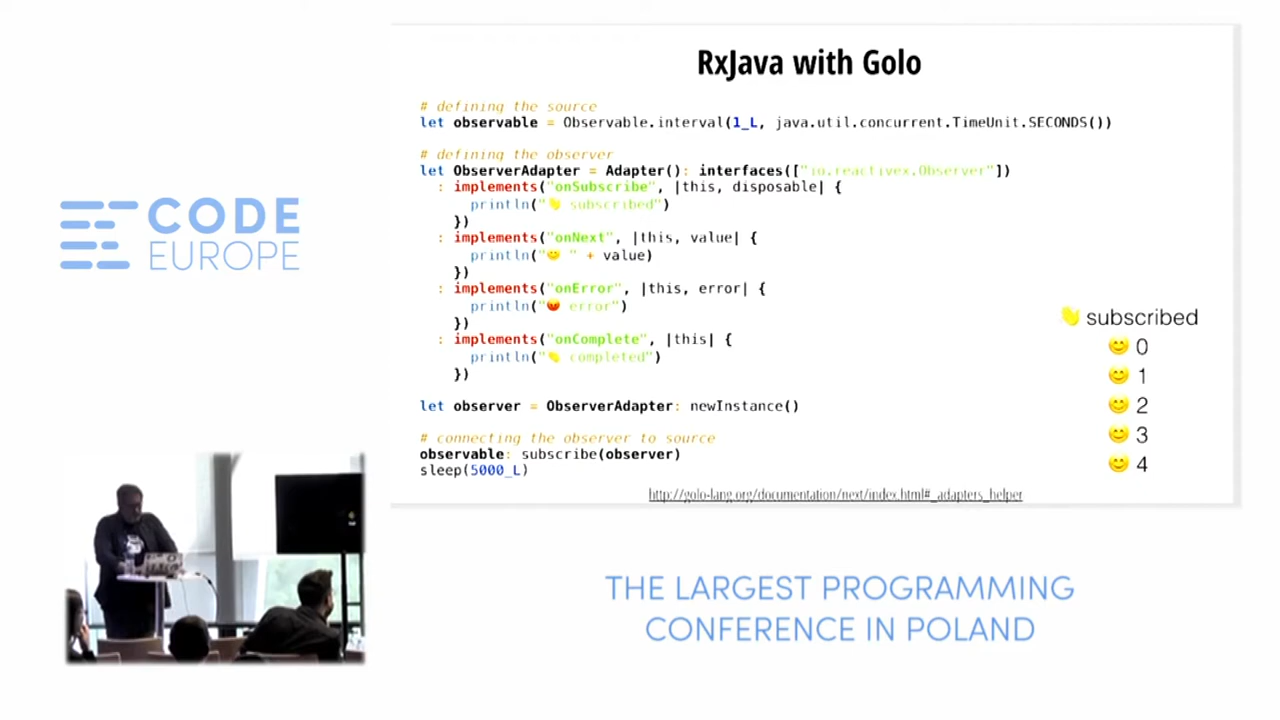 CODE
EUROPE
RxJava with Golo
# defining the source
let observable = Observable.interval(1_L, java.util.concurrent.TimeUnit.SECONDS())
# defining the observer
let ObserverAdapter = Adapter(): interfaces(["io.reactivex.Observer"])
: implements("onSubscribe", |this, disposable| {
println("👋 subscribed")
})
: implements("onNext", |this, value| {
println("😊 " + value)
})
: implements("onError", |this, error| {
println("😡 error")
})
: implements("onComplete", |this| {
println("👏 completed")
})
let observer = ObserverAdapter: newInstance()
# connecting the observer to source
observable: subscribe(observer)
sleep(5000_L)
👋 subscribed
😊 0
😊 1
😊 2
😊 3
😊 4
http://golo-lang.org/documentation/next/index.html#_adapters_helper
THE LARGEST PROGRAMMING
CONFERENCE IN POLAND